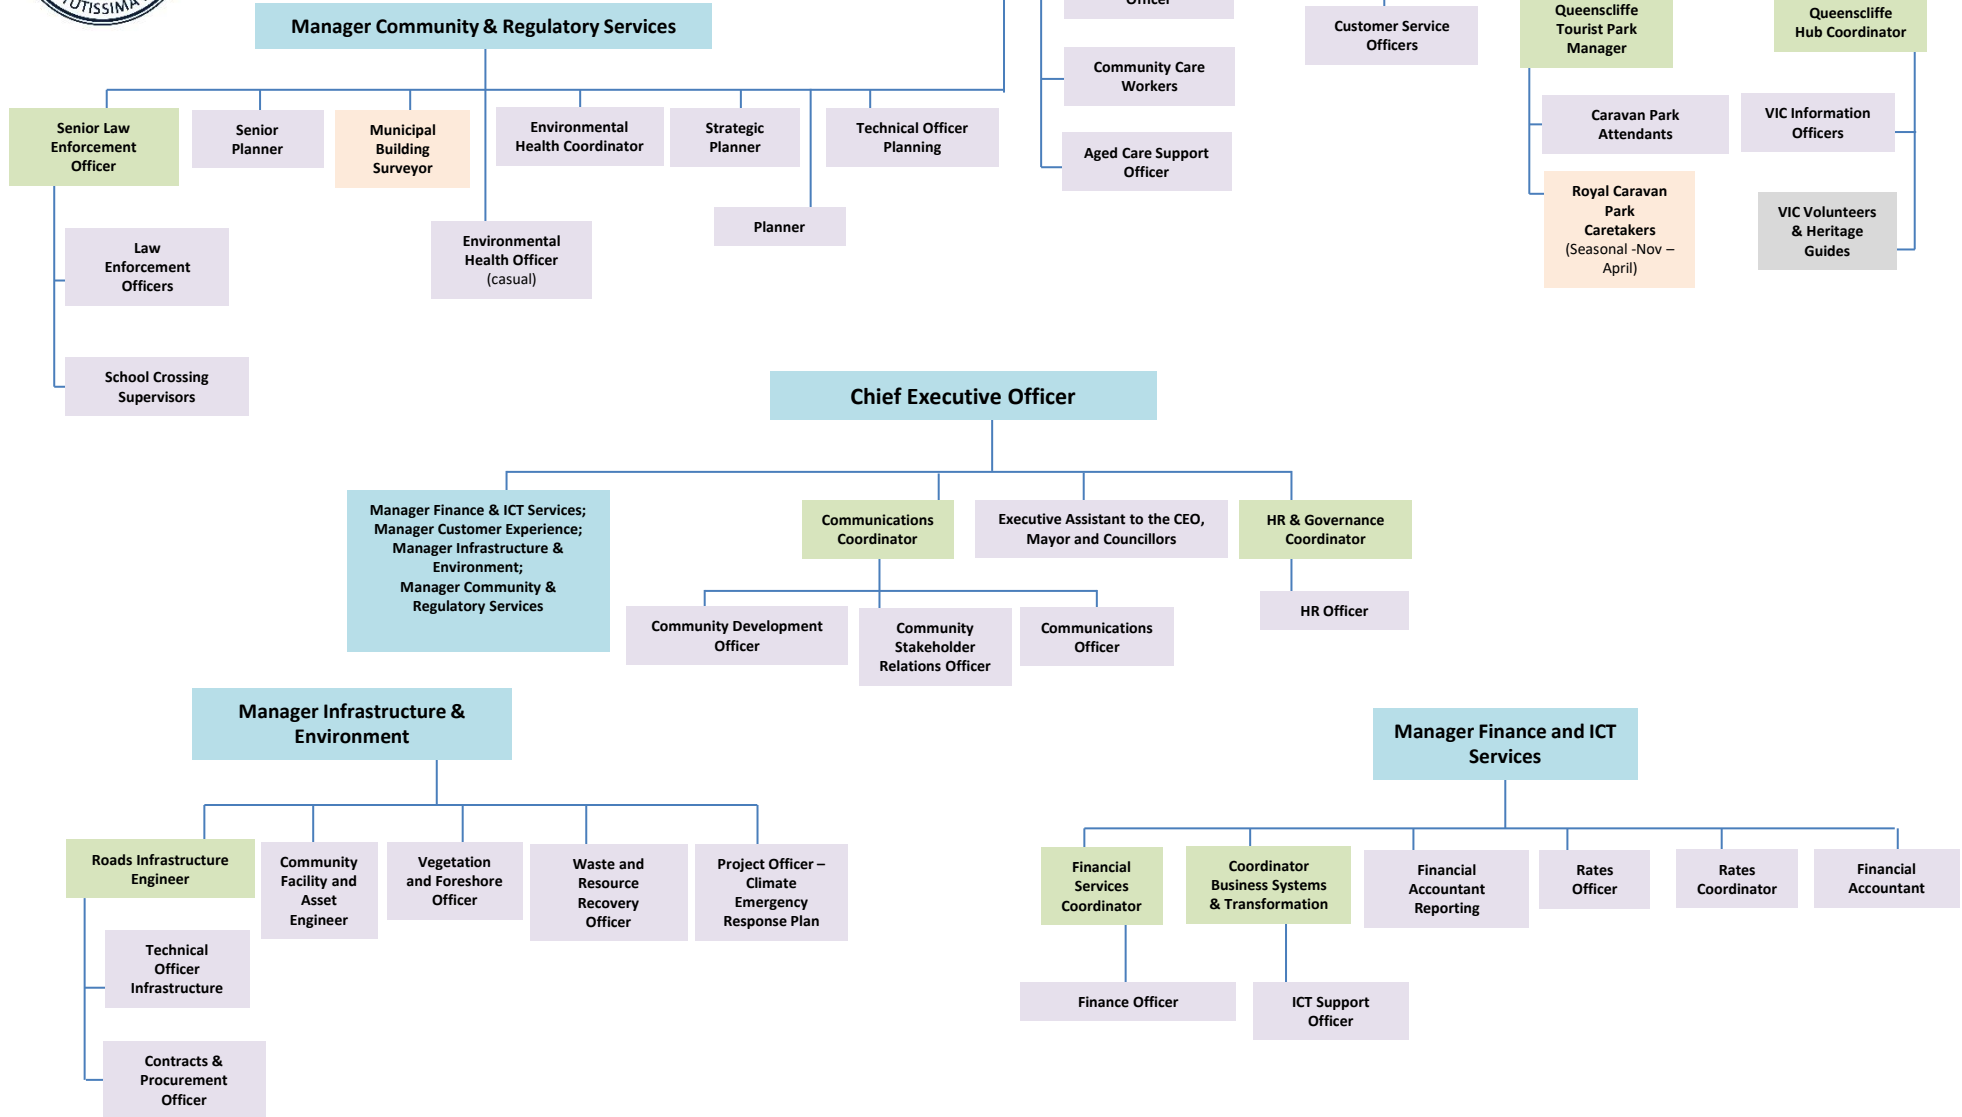 TUTISSIMA
Manager Community & Regulatory Services
Officer
Community Care
Workers
Aged Care Support
Officer
Customer Service
Officers
Queenscliffe
Tourist Park
Manager
Caravan Park
Attendants
Royal Caravan
Park
Caretakers
(Seasonal -Nov –
April)
Queenscliffe
Hub Coordinator
VIC Information
Officers
VIC Volunteers
& Heritage
Guides
Senior Law
Enforcement
Officer
Senior
Planner
Municipal
Building
Surveyor
Environmental
Health Coordinator
Strategic
Planner
Technical Officer
Planning
Law
Enforcement
Officers
School Crossing
Supervisors
Environmental
Health Officer
(casual)
Planner
Chief Executive Officer
Manager Finance & ICT Services;
Manager Customer Experience;
Manager Infrastructure &
Environment;
Manager Community &
Regulatory Services
Communications
Coordinator
Executive Assistant to the CEO,
Mayor and Councillors
HR & Governance
Coordinator
Community Development
Officer
Community
Stakeholder
Relations Officer
Communications
Officer
HR Officer
Manager Infrastructure &
Environment
Roads Infrastructure
Engineer
Community
Facility and
Asset
Engineer
Vegetation
and Foreshore
Officer
Waste and
Resource
Recovery
Officer
Project Officer –
Climate
Emergency
Response Plan
Technical
Officer
Infrastructure
Contracts &
Procurement
Officer
Manager Finance and ICT
Services
Financial
Services
Coordinator
Coordinator
Business Systems
& Transformation
Financial
Accountant
Reporting
Rates
Officer
Rates
Coordinator
Financial
Accountant
Finance Officer
ICT Support
Officer